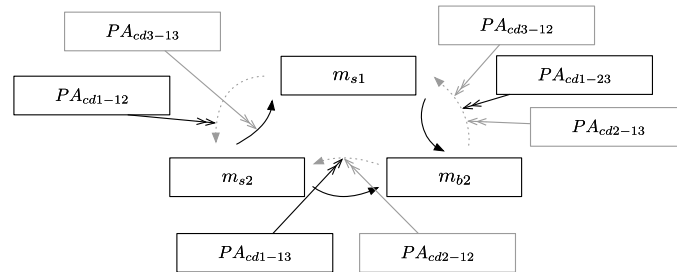 PA_{cd3-13}
PA_{cd3-12}
m_{s1}
PA_{cd1-23}
PA_{cd1-12}
PA_{cd2-13}
m_{s2}
m_{b2}
PA_{cd1-13}
PA_{cd2-12}